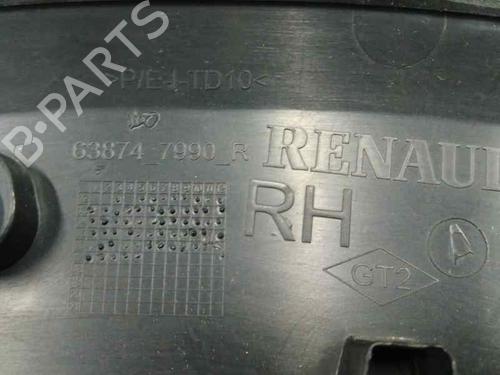 >P/E-I-TD10<
63874_7990_R
RENAUL
RH
GT2
B-PARTS